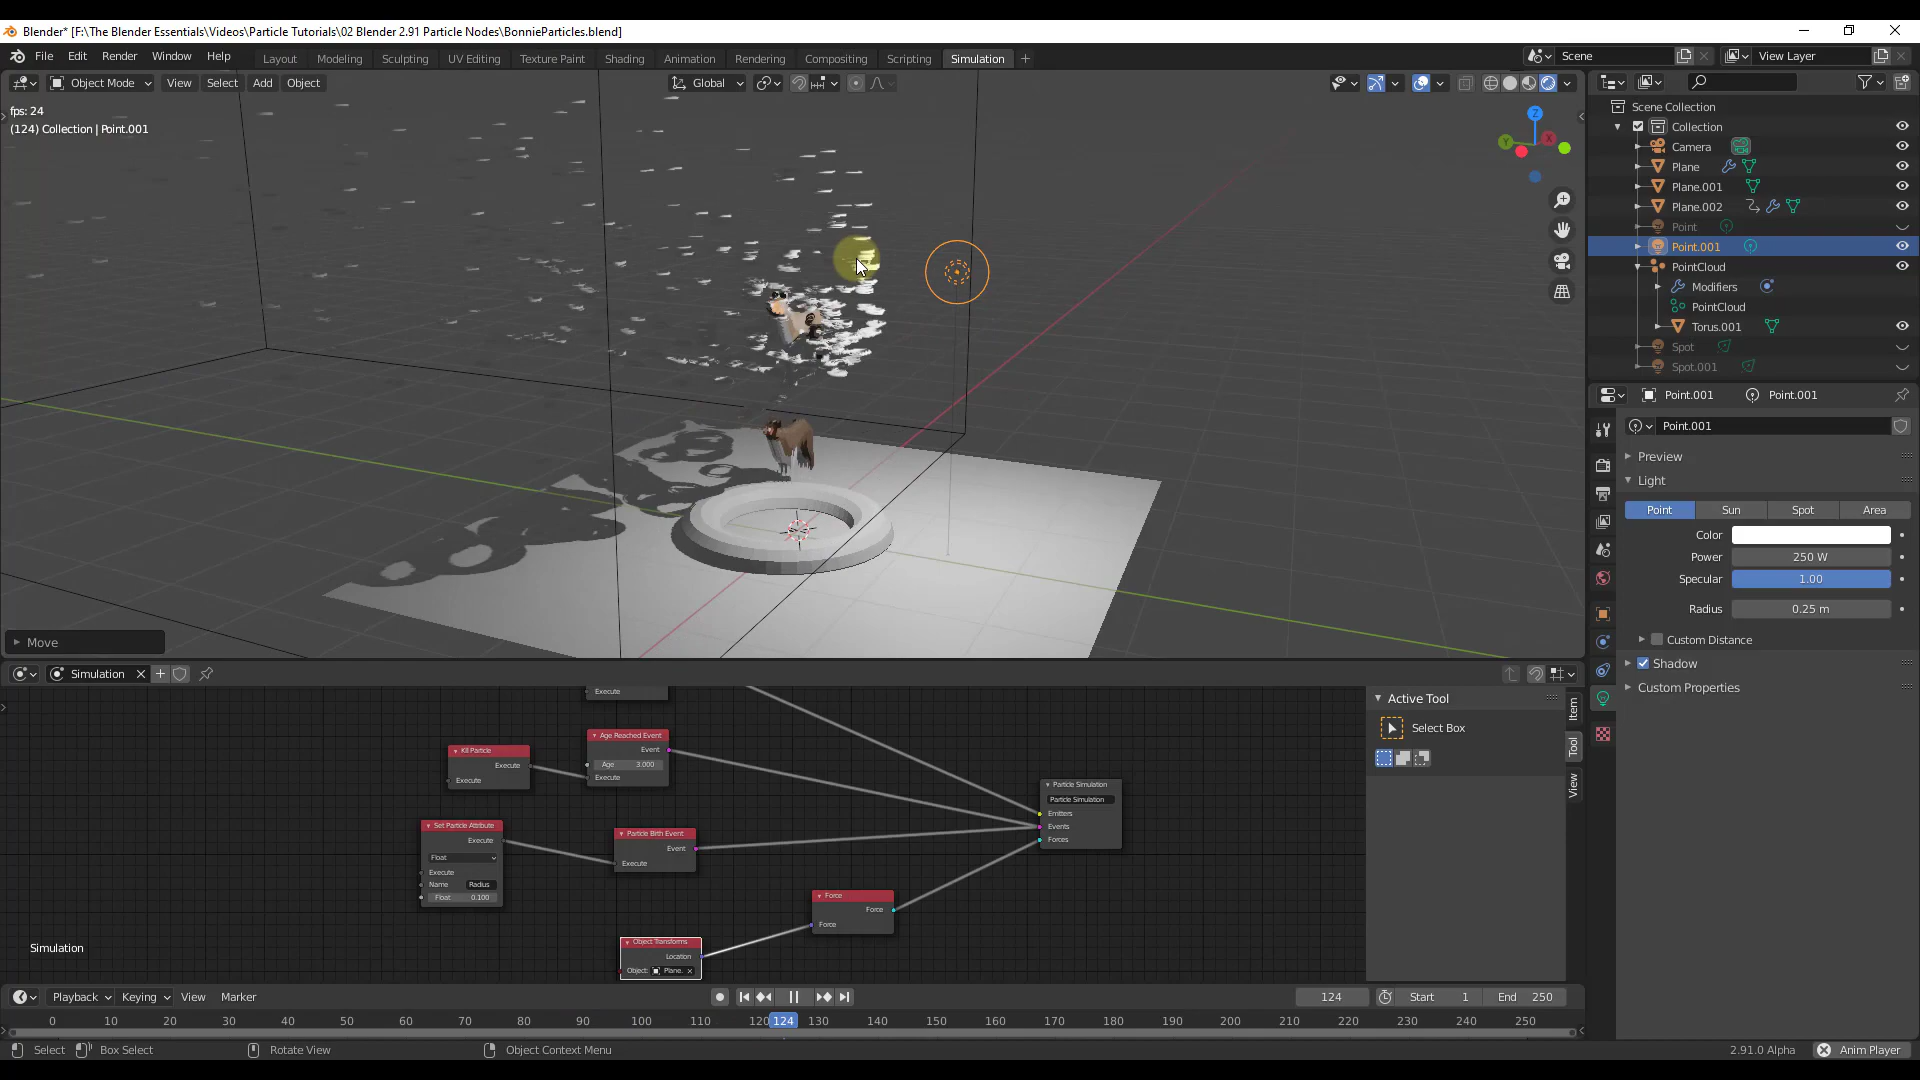 Blender* [F:\The Blender Essentials\Videos\Particle Tutorials\02 Blender 2.91 Particle Nodes\BonnieParticles.blend]
File Edit Render Window Help Layout Modeling Sculpting UV Editing Texture Paint Shading Animation Rendering Compositing Scripting Simulation + Scene View Layer
Object Mode View Select Add Object Global
fps: 24
(124) Collection | Point.001
Z
X
Y
Move
Scene Collection
Collection
Camera
Plane
Plane.001
Plane.002
Point
Point.001
PointCloud
Modifiers
PointCloud
Torus.001
Spot
Spot.001
Point.001 Point.001
Point.001
Preview
Light
Point Sun Spot Area
Color
Power 250 W
Specular 1.00
Radius 0.25 m
Custom Distance
Shadow
Custom Properties
Simulation
Execute
Age Reached Event
Event
Age 3.000
Execute
Kill Particle
Execute
Execute
Set Particle Attribute
Execute
Float
Execute
Name Radius
Float 0.100
Particle Birth Event
Event
Execute
Particle Simulation
Particle Simulation
Emitters
Events
Forces
Force
Force
Force
Object Transforms
Location
Object: Plane.
Simulation
Active Tool
Select Box
Item
Tool
View
Playback Keying View Marker 124 Start 1 End 250
0 10 20 30 40 50 60 70 80 90 100 110 120 124 130 140 150 160 170 180 190 200 210 220 230 240 250
Select Box Select Rotate View Object Context Menu 2.91.0 Alpha Anim Player